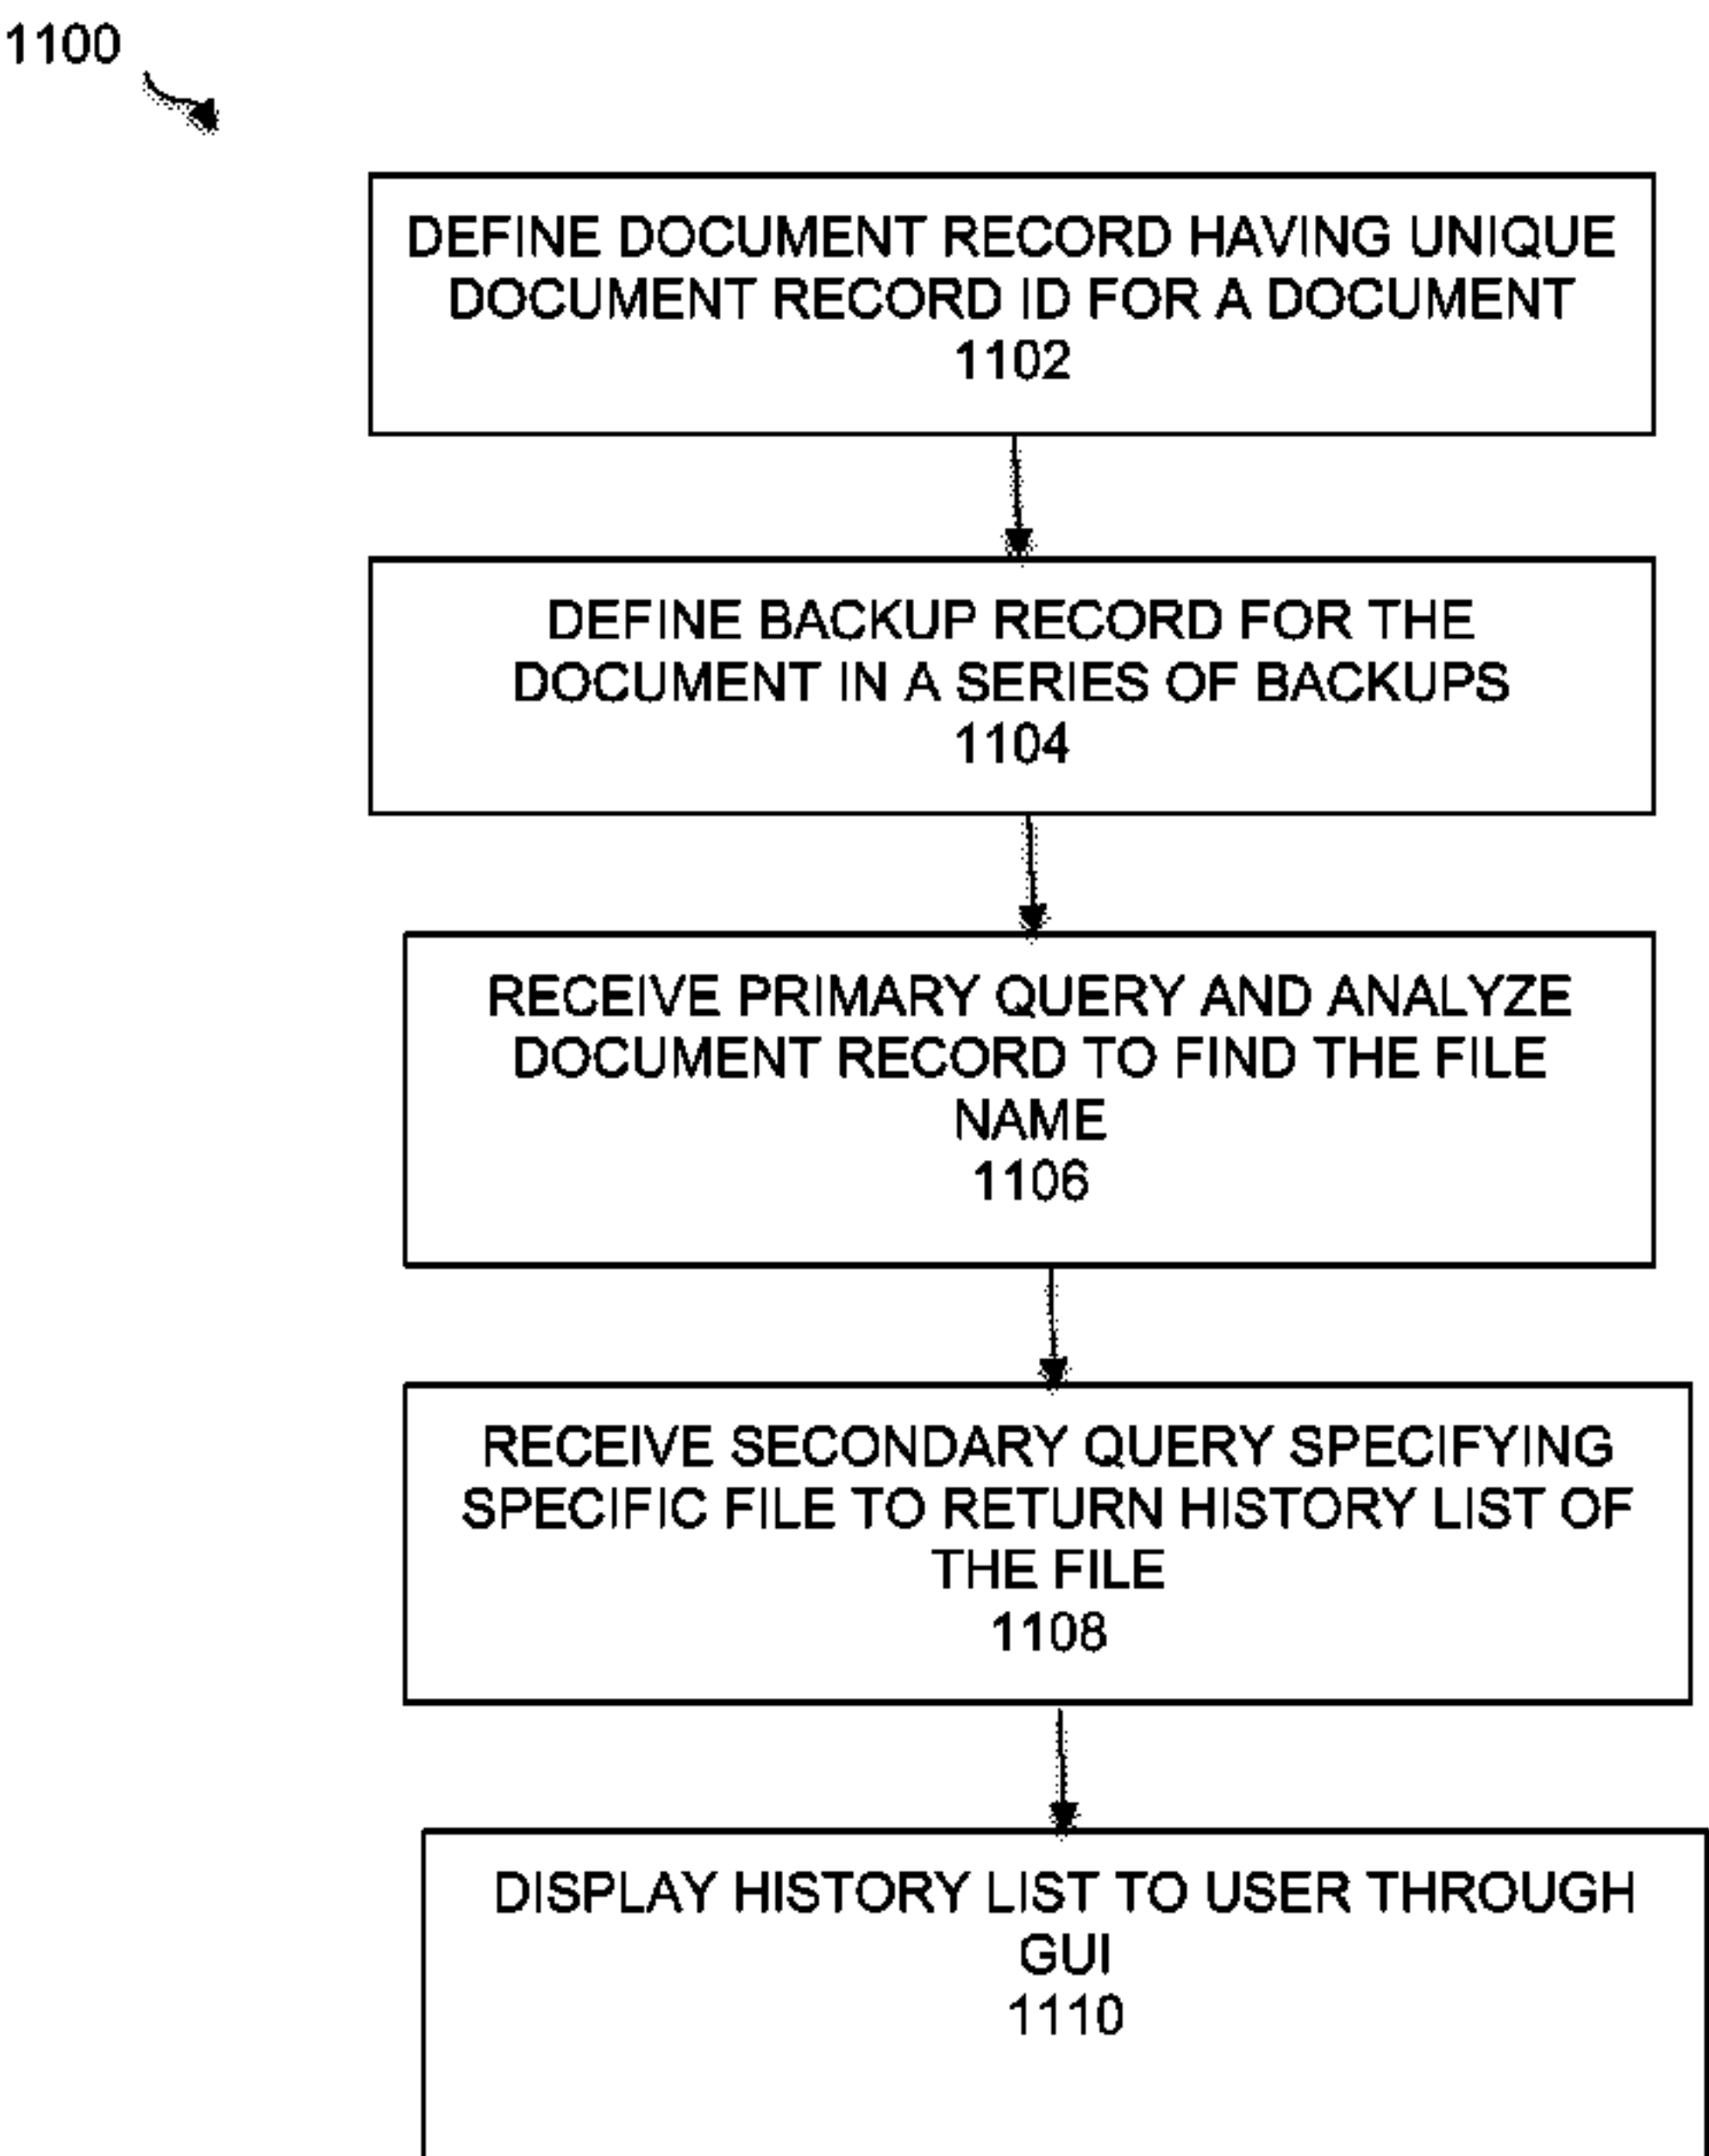 1100
DEFINE DOCUMENT RECORD HAVING UNIQUE
DOCUMENT RECORD ID FOR A DOCUMENT
1102
DEFINE BACKUP RECORD FOR THE
DOCUMENT IN A SERIES OF BACKUPS
1104
RECEIVE PRIMARY QUERY AND ANALYZE
DOCUMENT RECORD TO FIND THE FILE
NAME
1106
RECEIVE SECONDARY QUERY SPECIFYING
SPECIFIC FILE TO RETURN HISTORY LIST OF
THE FILE
1108
DISPLAY HISTORY LIST TO USER THROUGH
GUI
1110